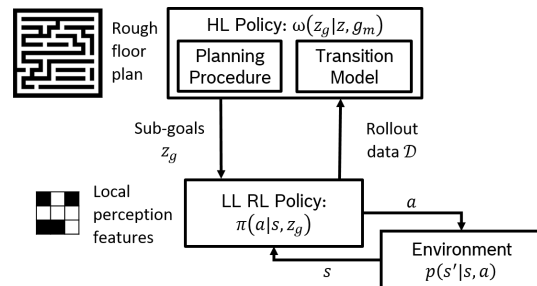 Rough
floor
plan
HL Policy: ω(z_g|z, g_m)
Planning
Procedure
Transition
Model
Sub-goals
z_g
Rollout
data 𝒟
Local
perception
features
LL RL Policy:
π(a|s, z_g)
a
s
Environment
p(s′|s, a)